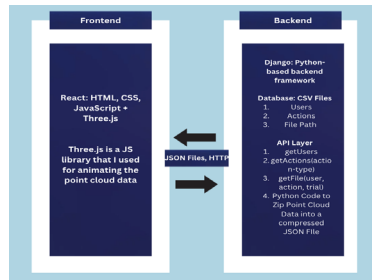 Frontend
React: HTML, CSS,
JavaScript +
Three.js
Three.js is a JS
library that I used
for animating the
point cloud data
JSON Files, HTTP
Backend
Django: Python-
based backend
framework
Database: CSV Files
1. Users
2. Actions
3. File Path
API Layer
1. getUsers
2. getActions(actio
n-type)
3. getFile(user,
action, trial)
4. Python Code to
Zip Point Cloud
Data into a
compressed
JSON File